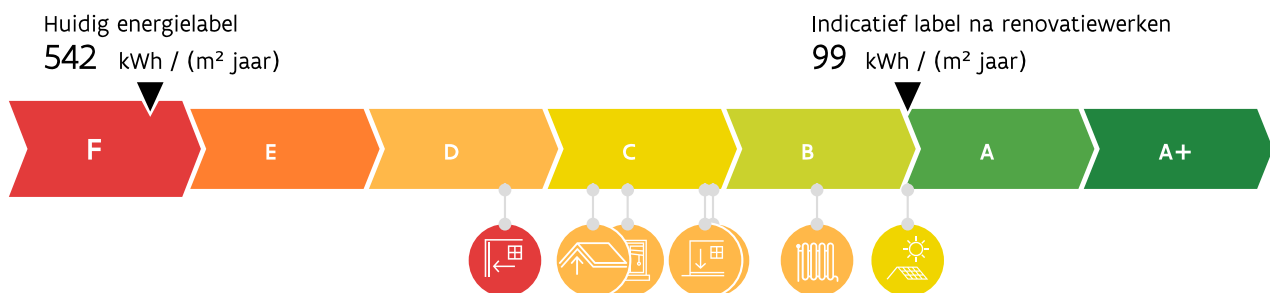 Huidig energielabel
542 kWh / (m² jaar)
Indicatief label na renovatiewerken
99 kWh / (m² jaar)
F E D C B A A+